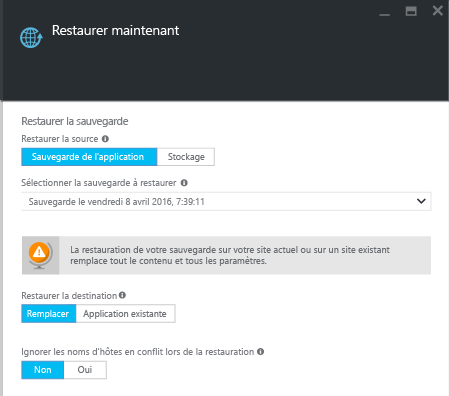 Restaurer maintenant
Restaurer la sauvegarde
Restaurer la source
Sauvegarde de l'application Stockage
Sélectionner la sauvegarde à restaurer
Sauvegarde le vendredi 8 avril 2016, 7:39:11
La restauration de votre sauvegarde sur votre site actuel ou sur un site existant
remplace tout le contenu et tous les paramètres.
Restaurer la destination
Remplacer Application existante
Ignorer les noms d'hôtes en conflit lors de la restauration
Non Oui